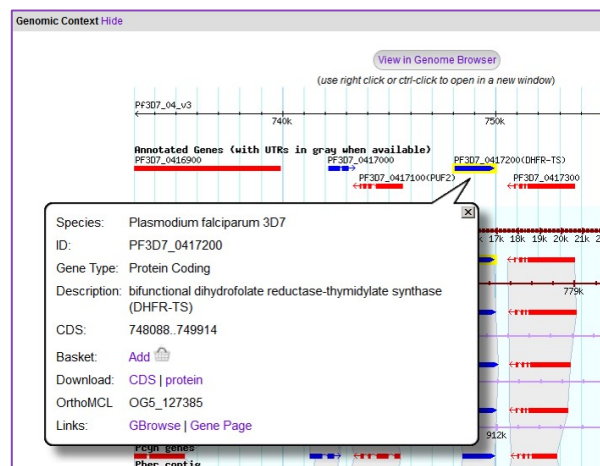 Genomic Context Hide
View in Genome Browser
(use right click or ctrl-click to open in a new window)
Pf3D7_04_v3
740k 750k
Annotated Genes (with UTRs in gray when available)
PF3D7_0416900 PF3D7_0417000 PF3D7_0417200(DHFR-TS)
PF3D7_0417100(PUF2) PF3D7_0417300
Species: Plasmodium falciparum 3D7
ID: PF3D7_0417200
Gene Type: Protein Coding
Description: bifunctional dihydrofolate reductase-thymidylate synthase
(DHFR-TS)
CDS: 748088..749914
Basket: Add
Download: CDS | protein
OrthoMCL OG5_127385
Links: GBrowse | Gene Page
17k 18k 19k 20k 21k
779k
912k
Pcyn genes
Pber contig